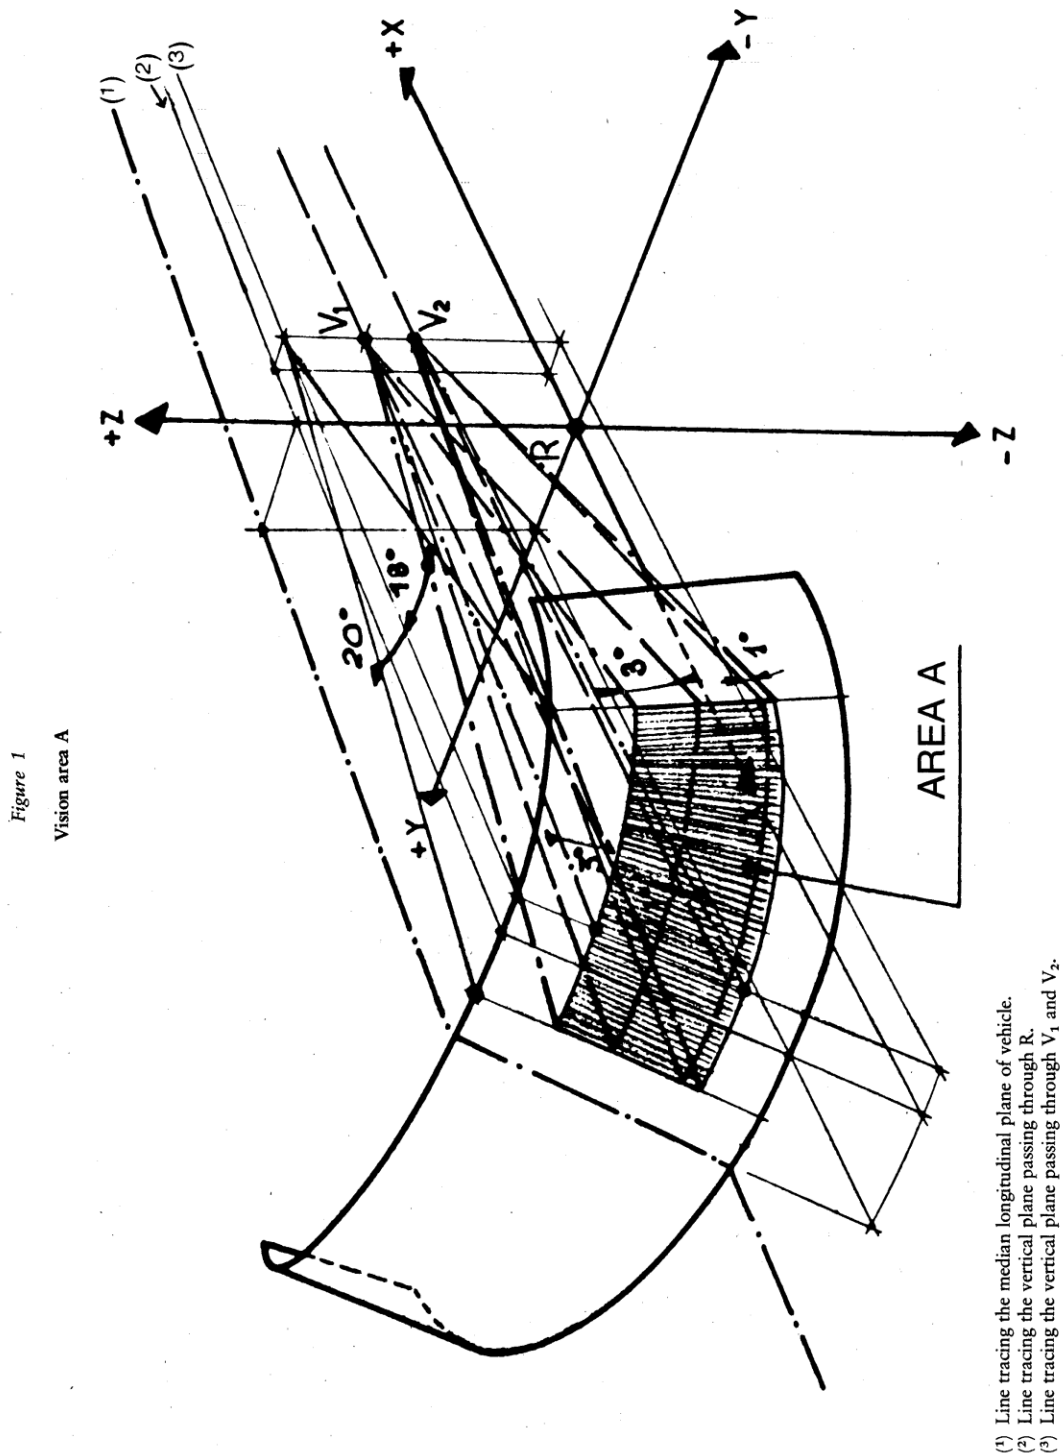 Figure 1
Vision area A
(1)
(2)
(3)
+X
-Y
+Z
V₁
V₂
R
18°
20°
-Z
+Y
3°
1°
3°
AREA A
(¹) Line tracing the median longitudinal plane of vehicle.
(²) Line tracing the vertical plane passing through R.
(³) Line tracing the vertical plane passing through V₁ and V₂.